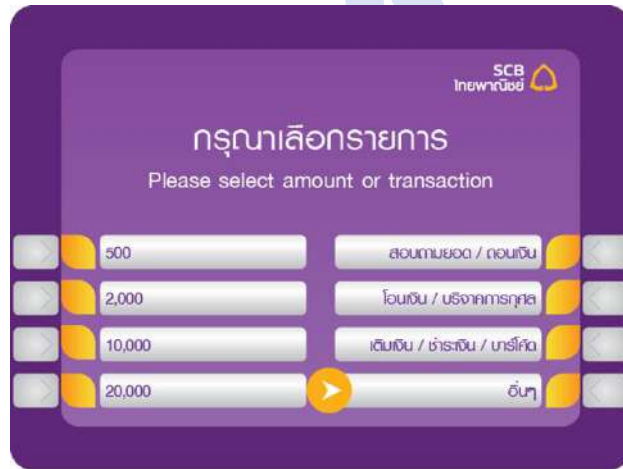 SCB
ไทยพาณิชย์
กรุณาเลือกรายการ
Please select amount or transaction
500
สอบถามยอด / ถอนเงิน
2,000
โอนเงิน / บริจาคการกุศล
10,000
เติมเงิน / ชำระเงิน / บาร์โค้ด
20,000
อื่นๆ